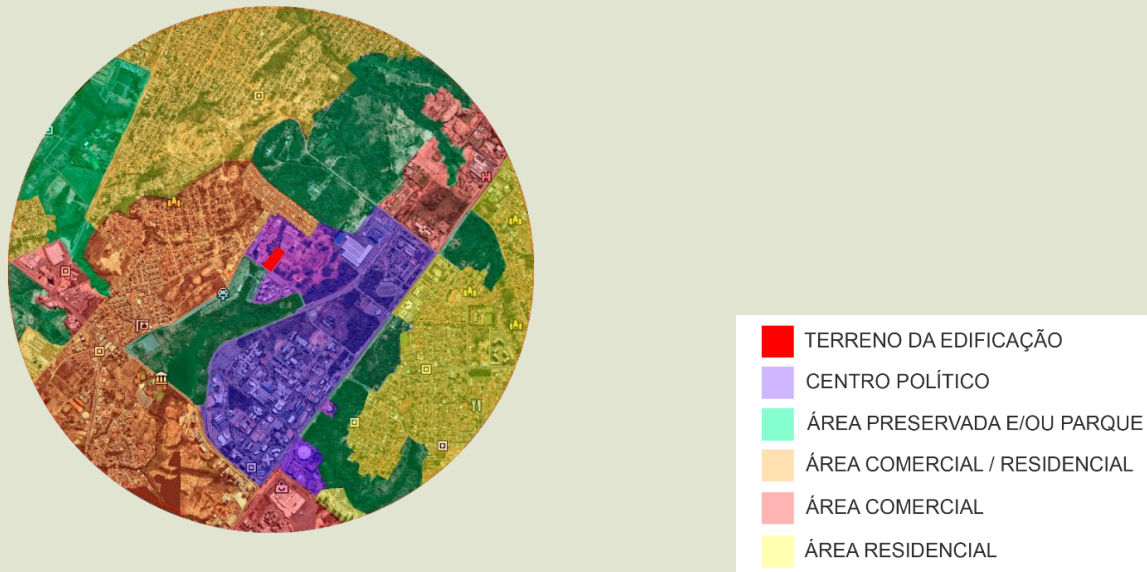 TERRENO DA EDIFICAÇÃO
CENTRO POLÍTICO
ÁREA PRESERVADA E/OU PARQUE
ÁREA COMERCIAL / RESIDENCIAL
ÁREA COMERCIAL
ÁREA RESIDENCIAL